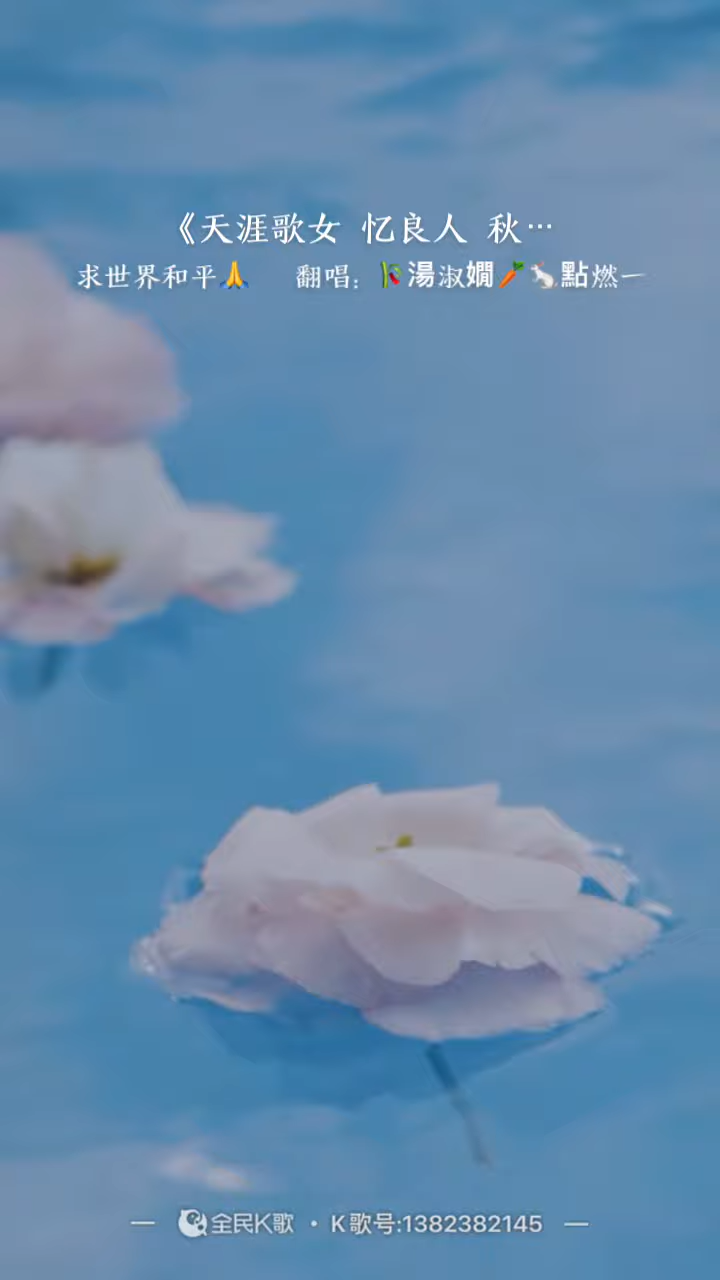 《天涯歌女 忆良人 秋…
求世界和平🙏 翻唱：🎋湯淑嫺🥕🐇點燃一
— 全民K歌 · K歌号:1382382145 —